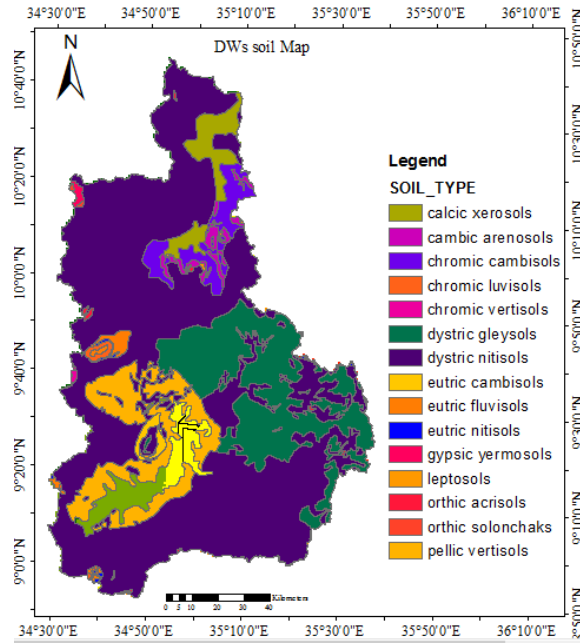 34°30'0"E 34°50'0"E 35°10'0"E 35°30'0"E 35°50'0"E 36°10'0"E
N
DWs soil Map
10°40'0"N
10°20'0"N
10°0'0"N
9°40'0"N
9°20'0"N
9°0'0"N
Legend
SOIL_TYPE
calcic xerosols
cambic arenosols
chromic cambisols
chromic luvisols
chromic vertisols
dystric gleysols
dystric nitisols
eutric cambisols
eutric fluvisols
eutric nitisols
gypsic yermosols
leptosols
orthic acrisols
orthic solonchaks
pellic vertisols
0 5 10 20 30 40
Kilometers
34°30'0"E 34°50'0"E 35°10'0"E 35°30'0"E 35°50'0"E 36°10'0"E